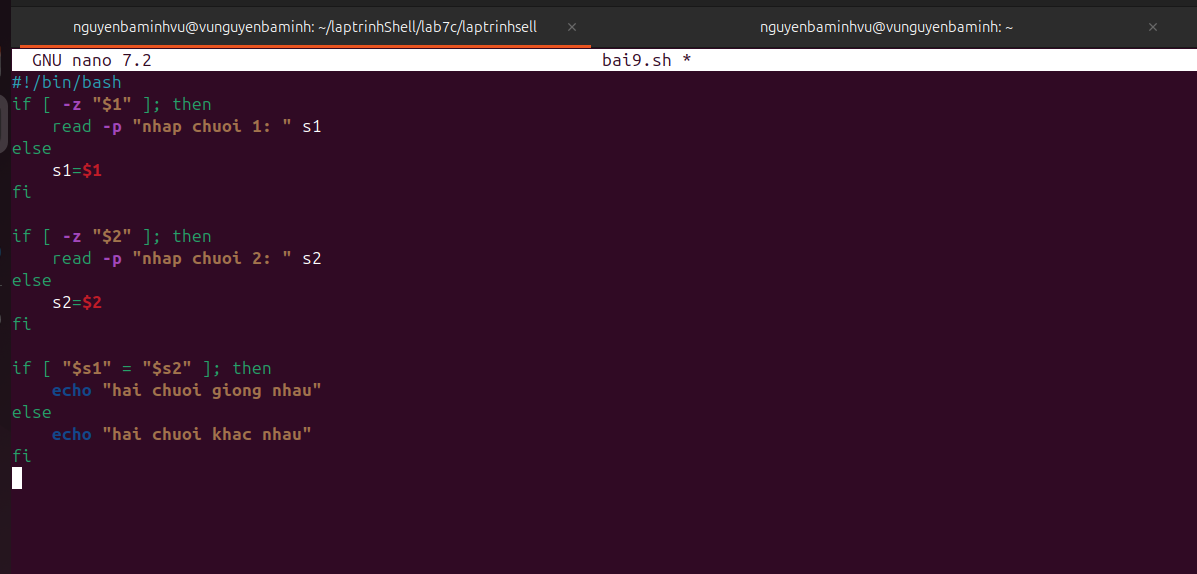 nguyenbaminhvu@vunguyenbaminh: ~/laptrinhShell/lab7c/laptrinhsell × nguyenbaminhvu@vunguyenbaminh: ~ ×
GNU nano 7.2 bai9.sh *
#!/bin/bash
if [ -z "$1" ]; then
    read -p "nhap chuoi 1: " s1
else
    s1=$1
fi

if [ -z "$2" ]; then
    read -p "nhap chuoi 2: " s2
else
    s2=$2
fi

if [ "$s1" = "$s2" ]; then
    echo "hai chuoi giong nhau"
else
    echo "hai chuoi khac nhau"
fi